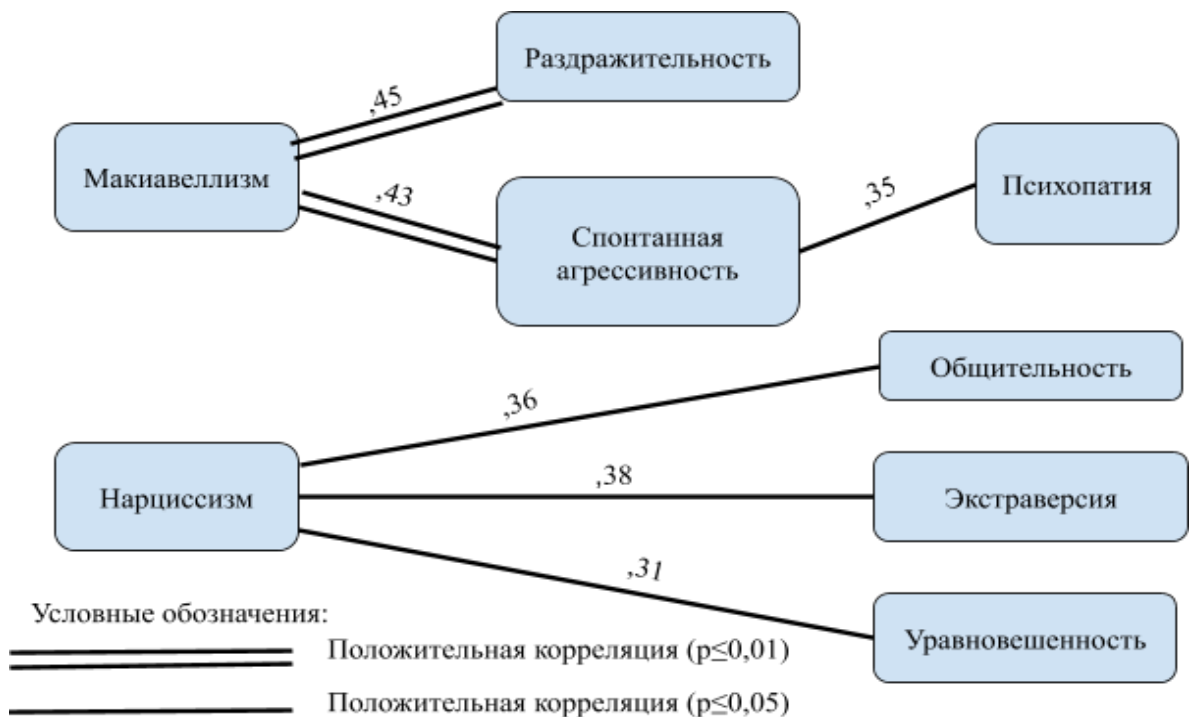 Раздражительность
,45
Макиавеллизм
,43
Спонтанная
агрессивность
,35
Психопатия
Общительность
,36
Нарциссизм
,38
Экстраверсия
,31
Уравновешенность
Условные обозначения:
Положительная корреляция (p≤0,01)
Положительная корреляция (p≤0,05)